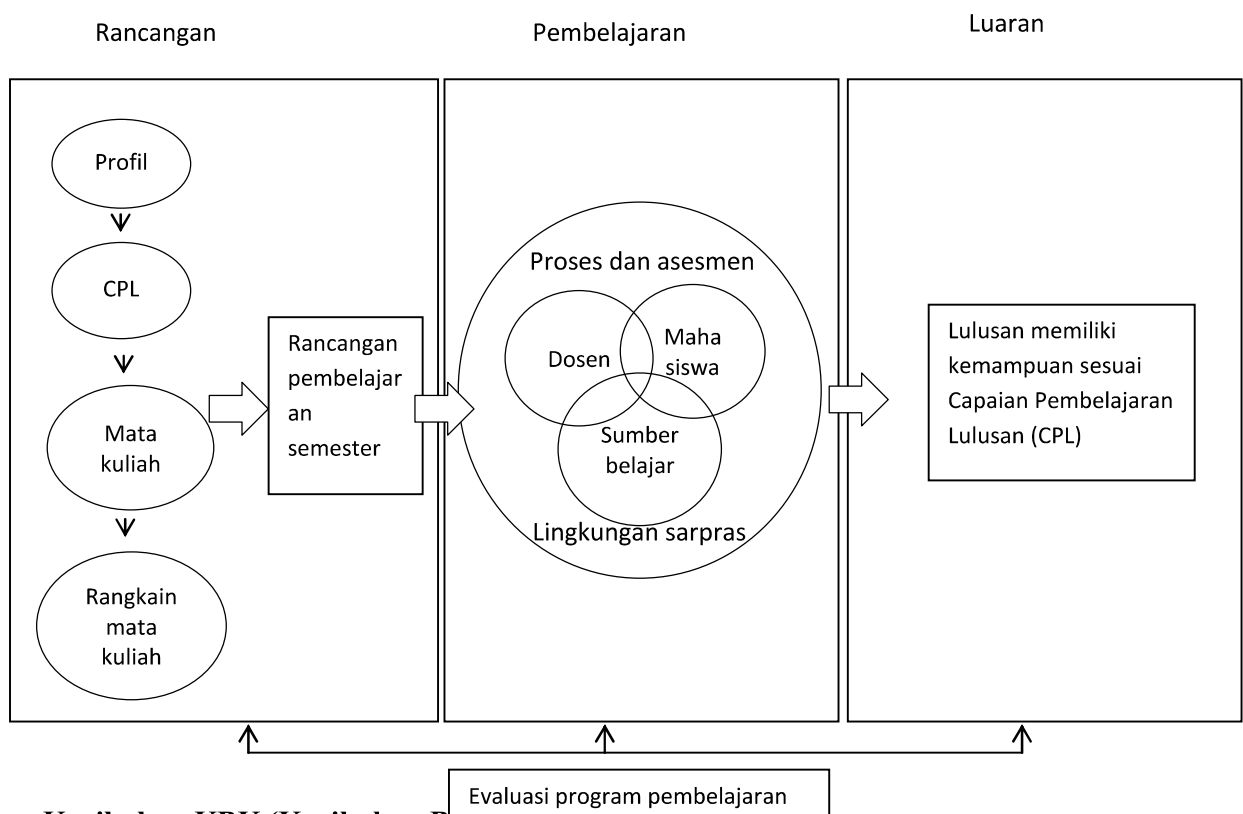 Rancangan
Pembelajaran
Luaran
Profil
CPL
Mata
kuliah
Rangkain
mata
kuliah
Rancangan
pembelajar
an
semester
Proses dan asesmen
Dosen
Maha
siswa
Sumber
belajar
Lingkungan sarpras
Lulusan memiliki
kemampuan sesuai
Capaian Pembelajaran
Lulusan (CPL)
Evaluasi program pembelajaran